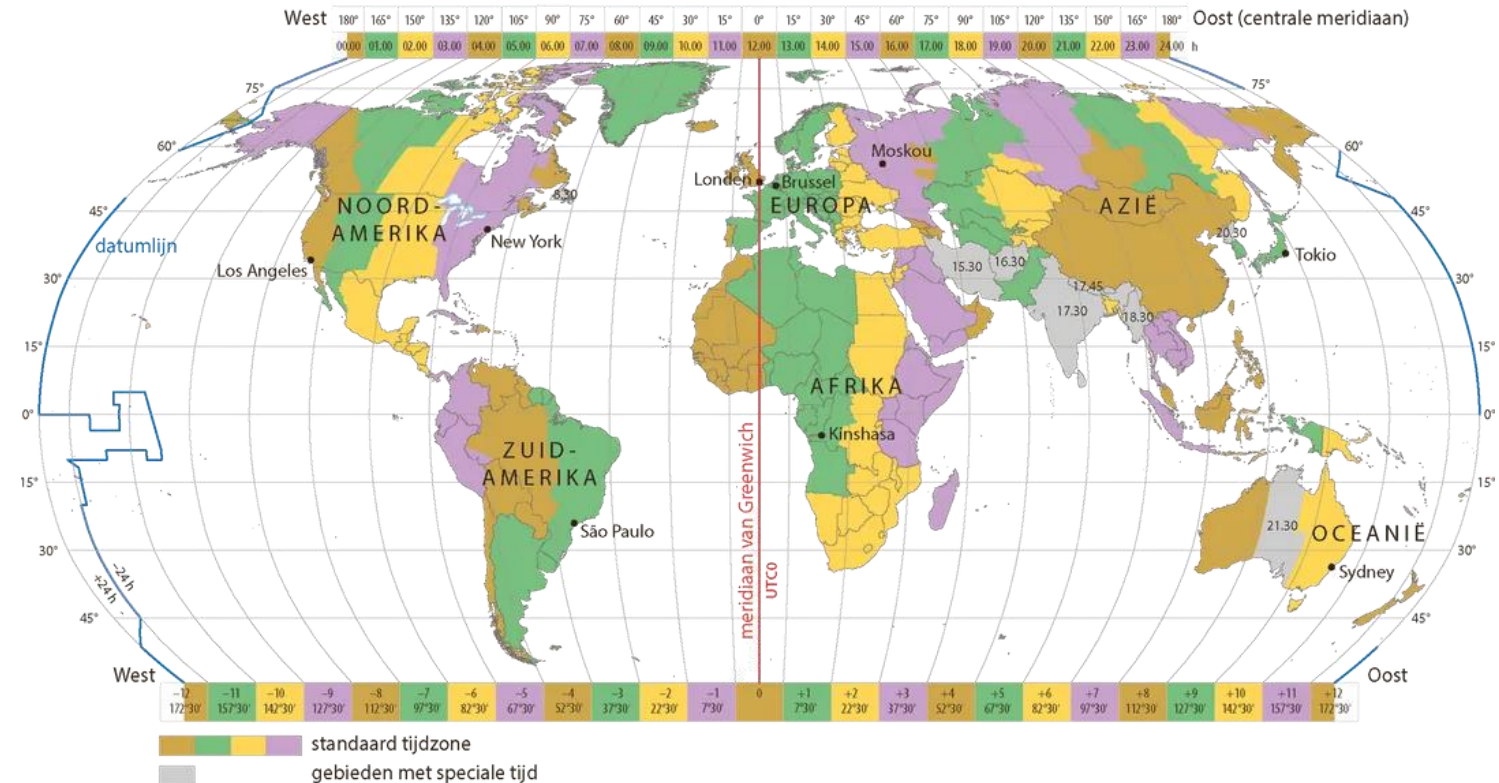 West 180° 165° 150° 135° 120° 105° 90° 75° 60° 45° 30° 15° 0° 15° 30° 45° 60° 75° 90° 105° 120° 135° 150° 165° 180° Oost (centrale meridiaan)
00.00 01.00 02.00 03.00 04.00 05.00 06.00 07.00 08.00 09.00 10.00 11.00 12.00 13.00 14.00 15.00 16.00 17.00 18.00 19.00 20.00 21.00 22.00 23.00 24.00 h
75° 75°
60° 60°
Moskou
Londen Brussel
8.30
NOORD-
AMERIKA
EUROPA
AZIË
45° 45°
datumlijn
New York
20.30
Tokio
Los Angeles
15.30 16.30
30° 30°
17.45
17.30
18.30
15° 15°
AFRIKA
0° 0°
Kinshasa
ZUID-
AMERIKA
15° 15°
São Paulo
21.30
OCEANIË
30° 30°
Sydney
meridiaan van Greenwich
UTC0
–24 h
+24 h
45° 45°
West Oost
–12 –11 –10 –9 –8 –7 –6 –5 –4 –3 –2 –1 0 +1 +2 +3 +4 +5 +6 +7 +8 +9 +10 +11 +12
172°30' 157°30' 142°30' 127°30' 112°30' 97°30' 82°30' 67°30' 52°30' 37°30' 22°30' 7°30' 7°30' 22°30' 37°30' 52°30' 67°30' 82°30' 97°30' 112°30' 127°30' 142°30' 157°30' 172°30'
standaard tijdzone
gebieden met speciale tijd